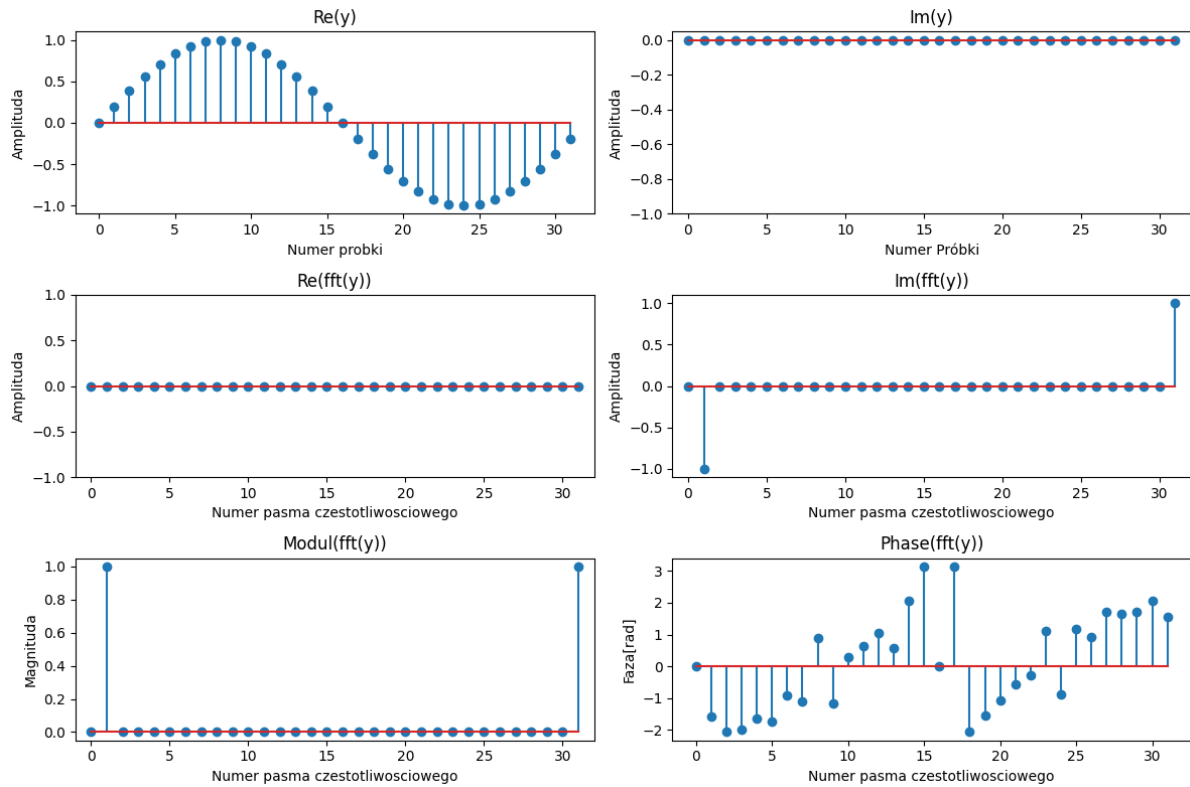 Re(y)
Amplituda
1.0
0.5
0.0
−0.5
−1.0
0 5 10 15 20 25 30
Numer probki
Im(y)
Amplituda
0.0
−0.2
−0.4
−0.6
−0.8
−1.0
0 5 10 15 20 25 30
Numer Próbki
Re(fft(y))
Amplituda
1.0
0.5
0.0
−0.5
−1.0
0 5 10 15 20 25 30
Numer pasma czestotliwosciowego
Im(fft(y))
Amplituda
1.0
0.5
0.0
−0.5
−1.0
0 5 10 15 20 25 30
Numer pasma czestotliwosciowego
Modul(fft(y))
Magnituda
1.0
0.8
0.6
0.4
0.2
0.0
0 5 10 15 20 25 30
Numer pasma czestotliwosciowego
Phase(fft(y))
Faza[rad]
3
2
1
0
−1
−2
0 5 10 15 20 25 30
Numer pasma czestotliwosciowego